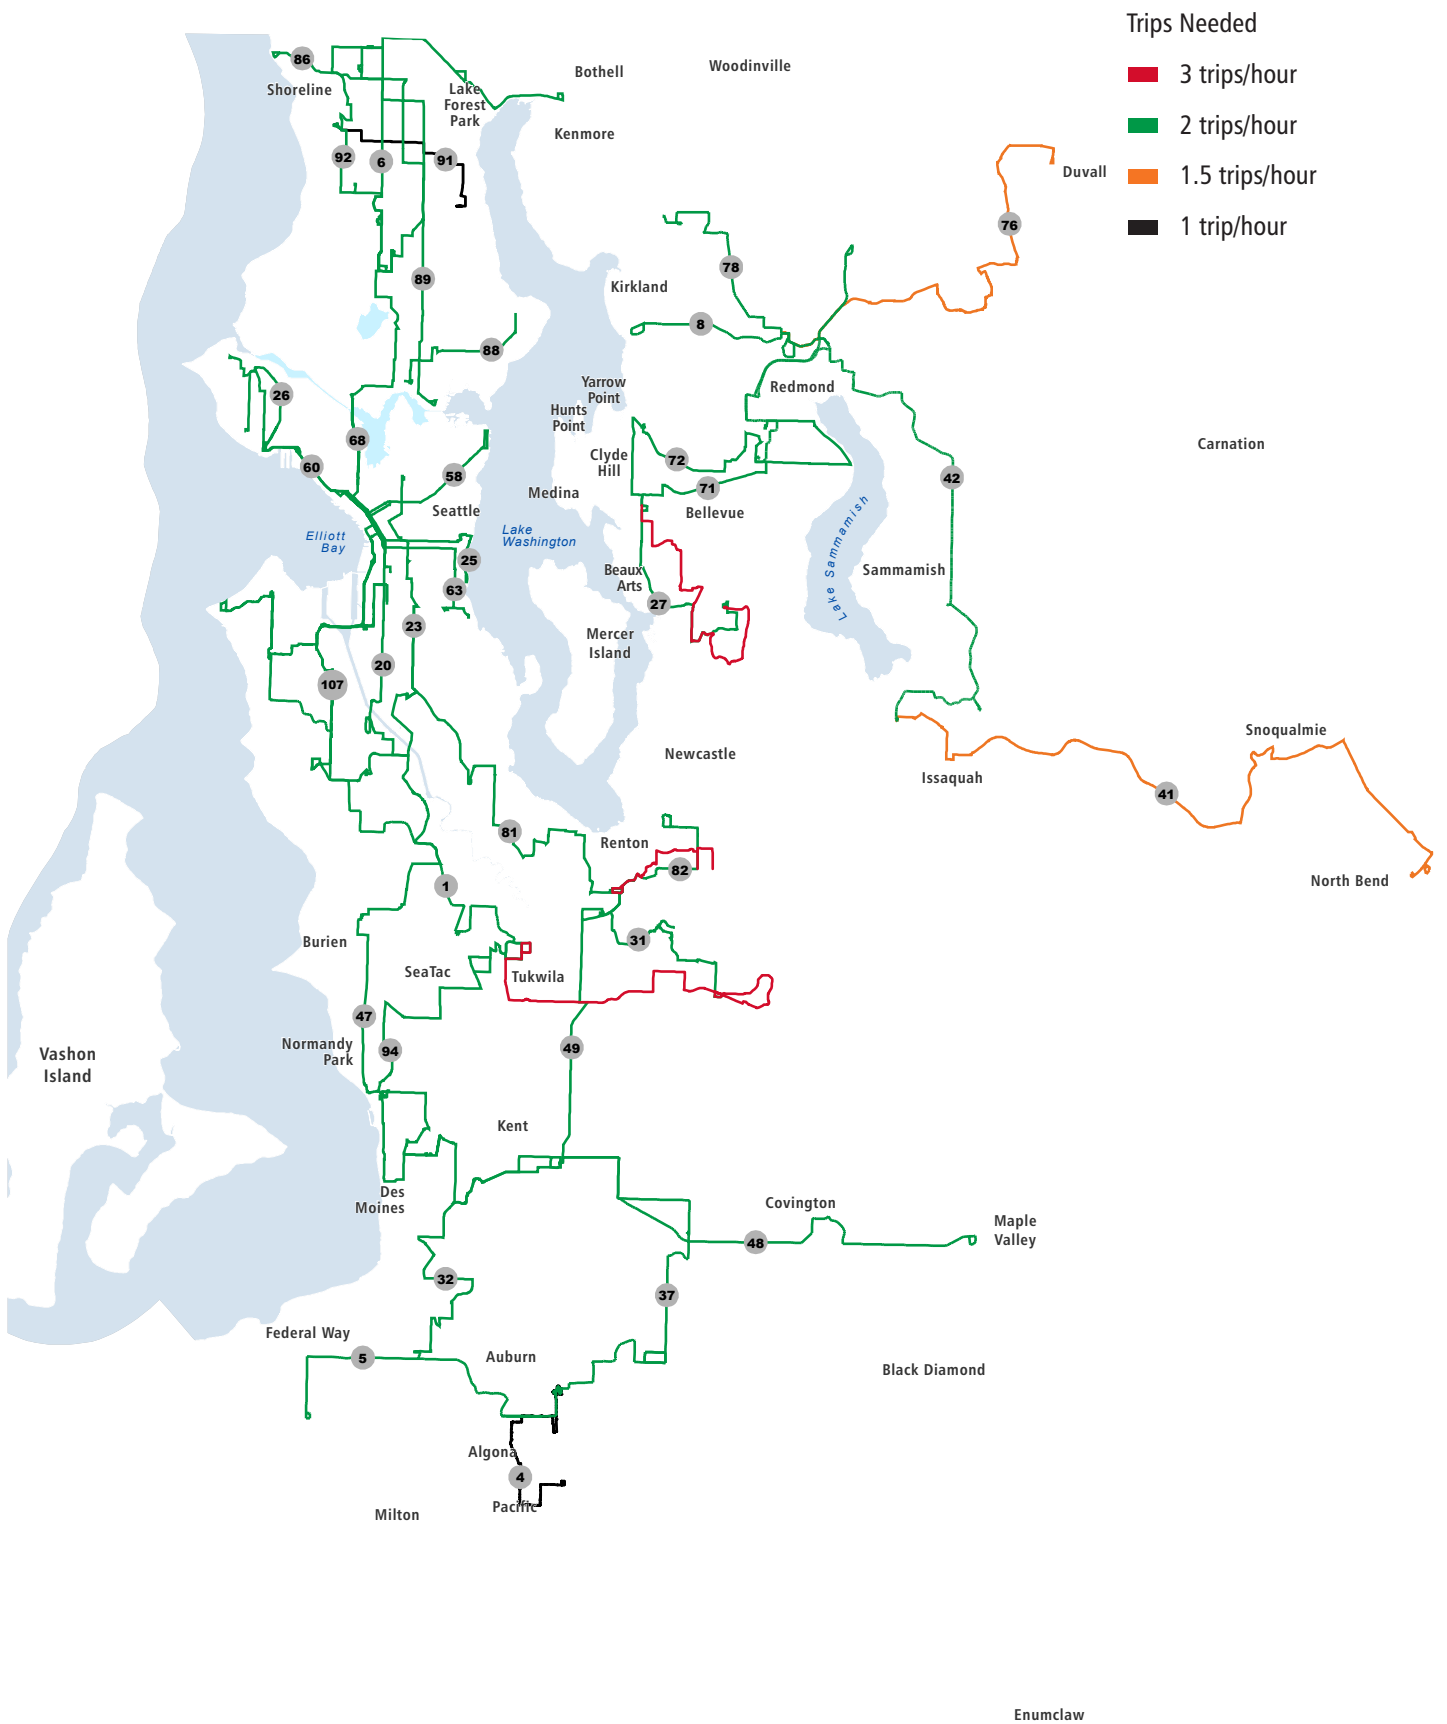 Trips Needed
3 trips/hour
2 trips/hour
1.5 trips/hour
1 trip/hour
86
Shoreline
Lake
Forest
Park
Bothell
Woodinville
Kenmore
92
6
91
Duvall
76
89
78
Kirkland
8
88
26
Yarrow
Point
Redmond
Hunts
Point
68
60
58
Clyde
Hill
72
71
42
Carnation
Medina
Seattle
Bellevue
Elliott
Bay
Lake
Washington
Lake Sammamish
Sammamish
25
63
Beaux
Arts
27
23
Mercer
Island
20
107
Newcastle
Snoqualmie
Issaquah
41
North Bend
81
Renton
82
1
Burien
31
SeaTac
Tukwila
47
94
49
Normandy
Park
Vashon
Island
Kent
Des
Moines
Covington
Maple
Valley
48
32
37
Federal Way
5
Auburn
Black Diamond
Algona
4
Pacific
Milton
Enumclaw